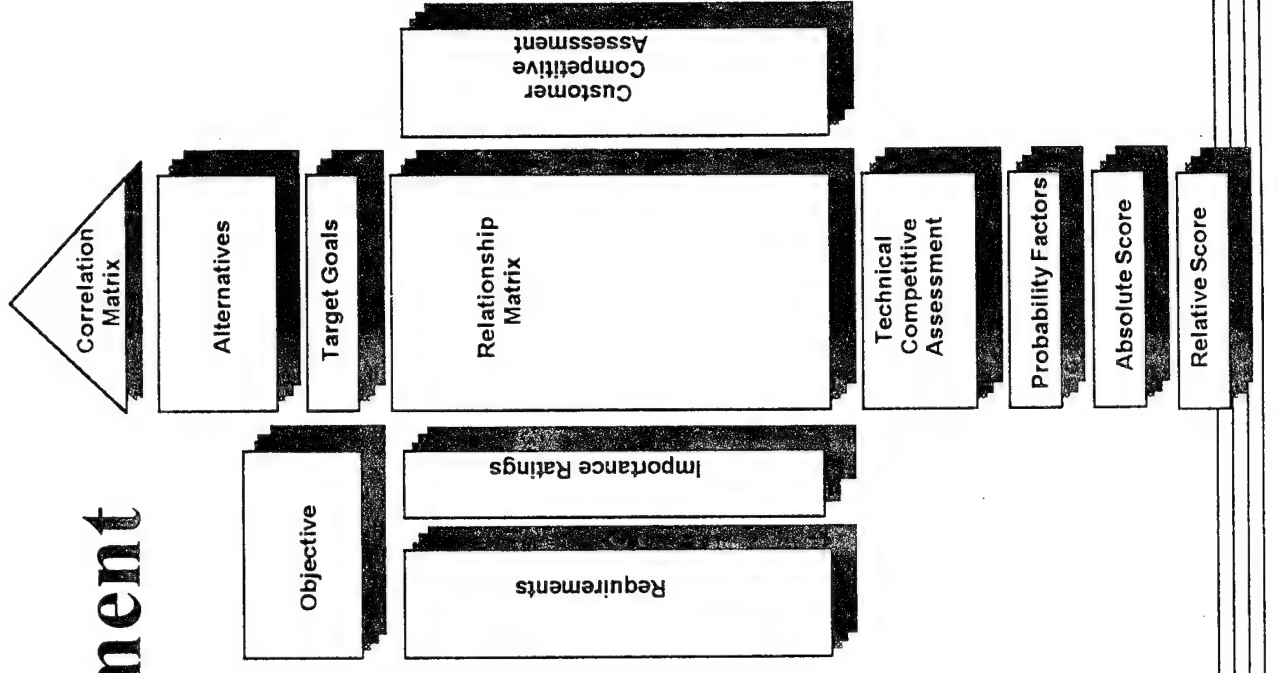 ment
Correlation
Matrix
Alternatives
Target Goals
Objective
Requirements
Importance Ratings
Relationship
Matrix
Customer
Competitive
Assessment
Technical
Competitive
Assessment
Probability Factors
Absolute Score
Relative Score